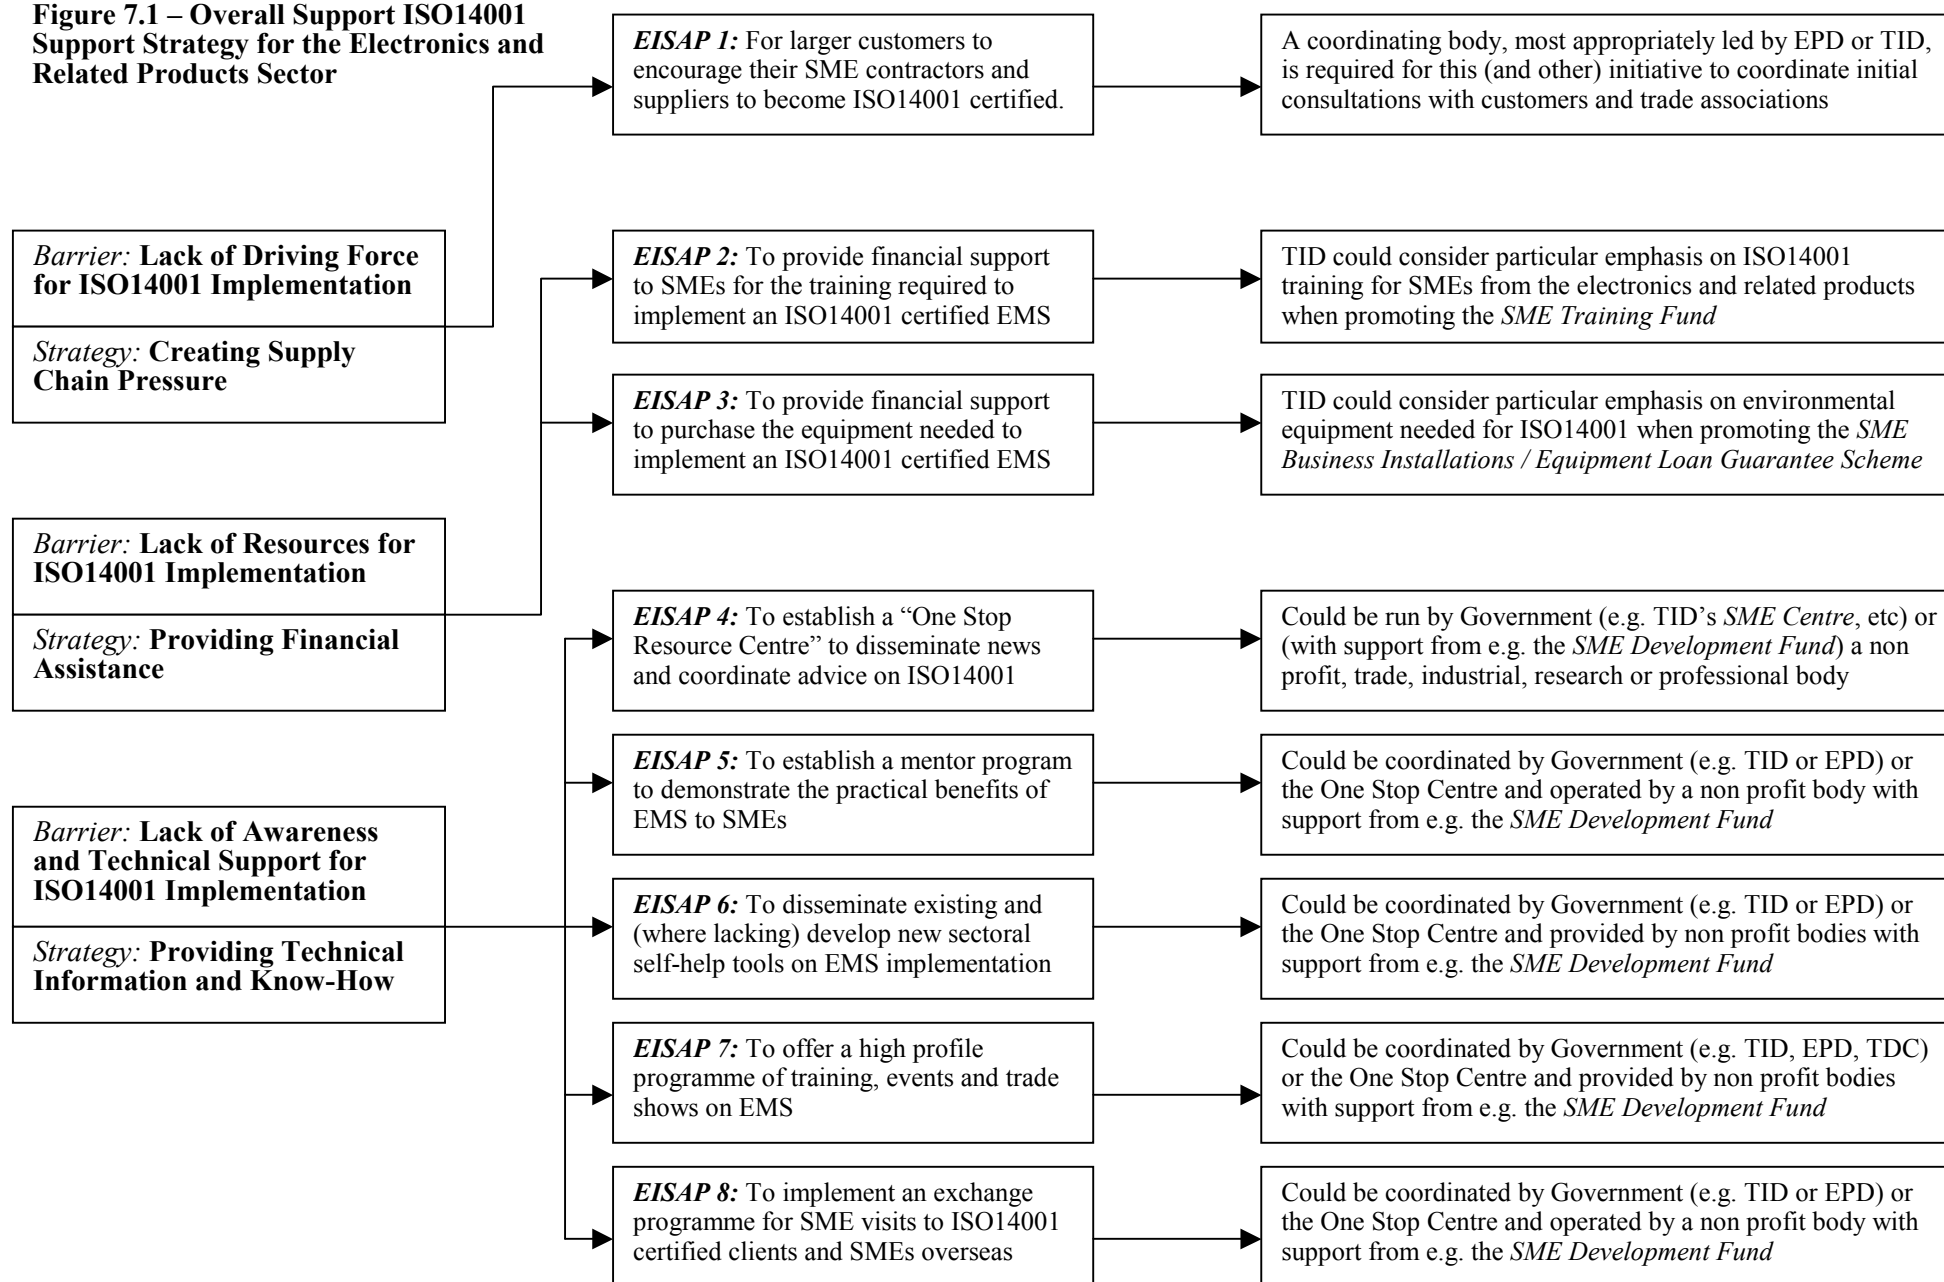 Figure 7.1 – Overall Support ISO14001
Support Strategy for the Electronics and
Related Products Sector
Barrier: Lack of Driving Force
for ISO14001 Implementation
Strategy: Creating Supply
Chain Pressure
Barrier: Lack of Resources for
ISO14001 Implementation
Strategy: Providing Financial
Assistance
Barrier: Lack of Awareness
and Technical Support for
ISO14001 Implementation
Strategy: Providing Technical
Information and Know-How
EISAP 1: For larger customers to
encourage their SME contractors and
suppliers to become ISO14001 certified.
A coordinating body, most appropriately led by EPD or TID,
is required for this (and other) initiative to coordinate initial
consultations with customers and trade associations
EISAP 2: To provide financial support
to SMEs for the training required to
implement an ISO14001 certified EMS
TID could consider particular emphasis on ISO14001
training for SMEs from the electronics and related products
when promoting the SME Training Fund
EISAP 3: To provide financial support
to purchase the equipment needed to
implement an ISO14001 certified EMS
TID could consider particular emphasis on environmental
equipment needed for ISO14001 when promoting the SME
Business Installations / Equipment Loan Guarantee Scheme
EISAP 4: To establish a “One Stop
Resource Centre” to disseminate news
and coordinate advice on ISO14001
Could be run by Government (e.g. TID’s SME Centre, etc) or
(with support from e.g. the SME Development Fund) a non
profit, trade, industrial, research or professional body
EISAP 5: To establish a mentor program
to demonstrate the practical benefits of
EMS to SMEs
Could be coordinated by Government (e.g. TID or EPD) or
the One Stop Centre and operated by a non profit body with
support from e.g. the SME Development Fund
EISAP 6: To disseminate existing and
(where lacking) develop new sectoral
self-help tools on EMS implementation
Could be coordinated by Government (e.g. TID or EPD) or
the One Stop Centre and provided by non profit bodies with
support from e.g. the SME Development Fund
EISAP 7: To offer a high profile
programme of training, events and trade
shows on EMS
Could be coordinated by Government (e.g. TID, EPD, TDC)
or the One Stop Centre and provided by non profit bodies
with support from e.g. the SME Development Fund
EISAP 8: To implement an exchange
programme for SME visits to ISO14001
certified clients and SMEs overseas
Could be coordinated by Government (e.g. TID or EPD) or
the One Stop Centre and operated by a non profit body with
support from e.g. the SME Development Fund